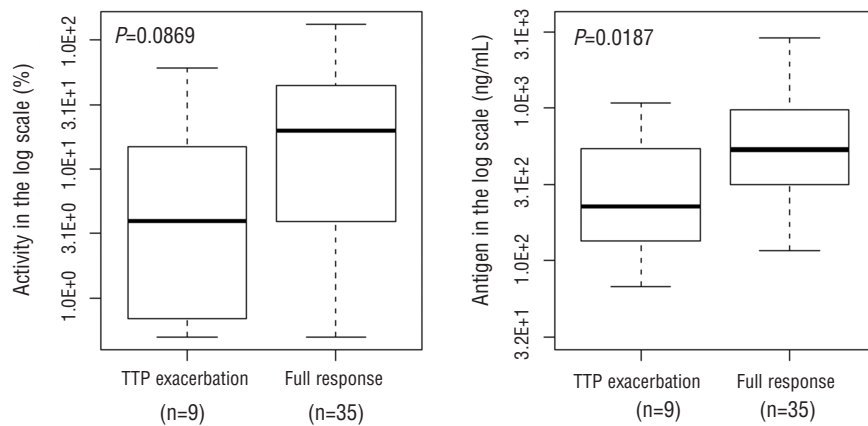 Activity in the log scale (%)
1.0E+2
3.1E+1
1.0E+1
3.1E+0
1.0E+0
P=0.0869
TTP exacerbation
Full response
(n=9)
(n=35)
Antigen in the log scale (ng/mL)
3.1E+3
1.0E+3
3.1E+2
1.0E+2
3.2E+1
P=0.0187
TTP exacerbation
Full response
(n=9)
(n=35)